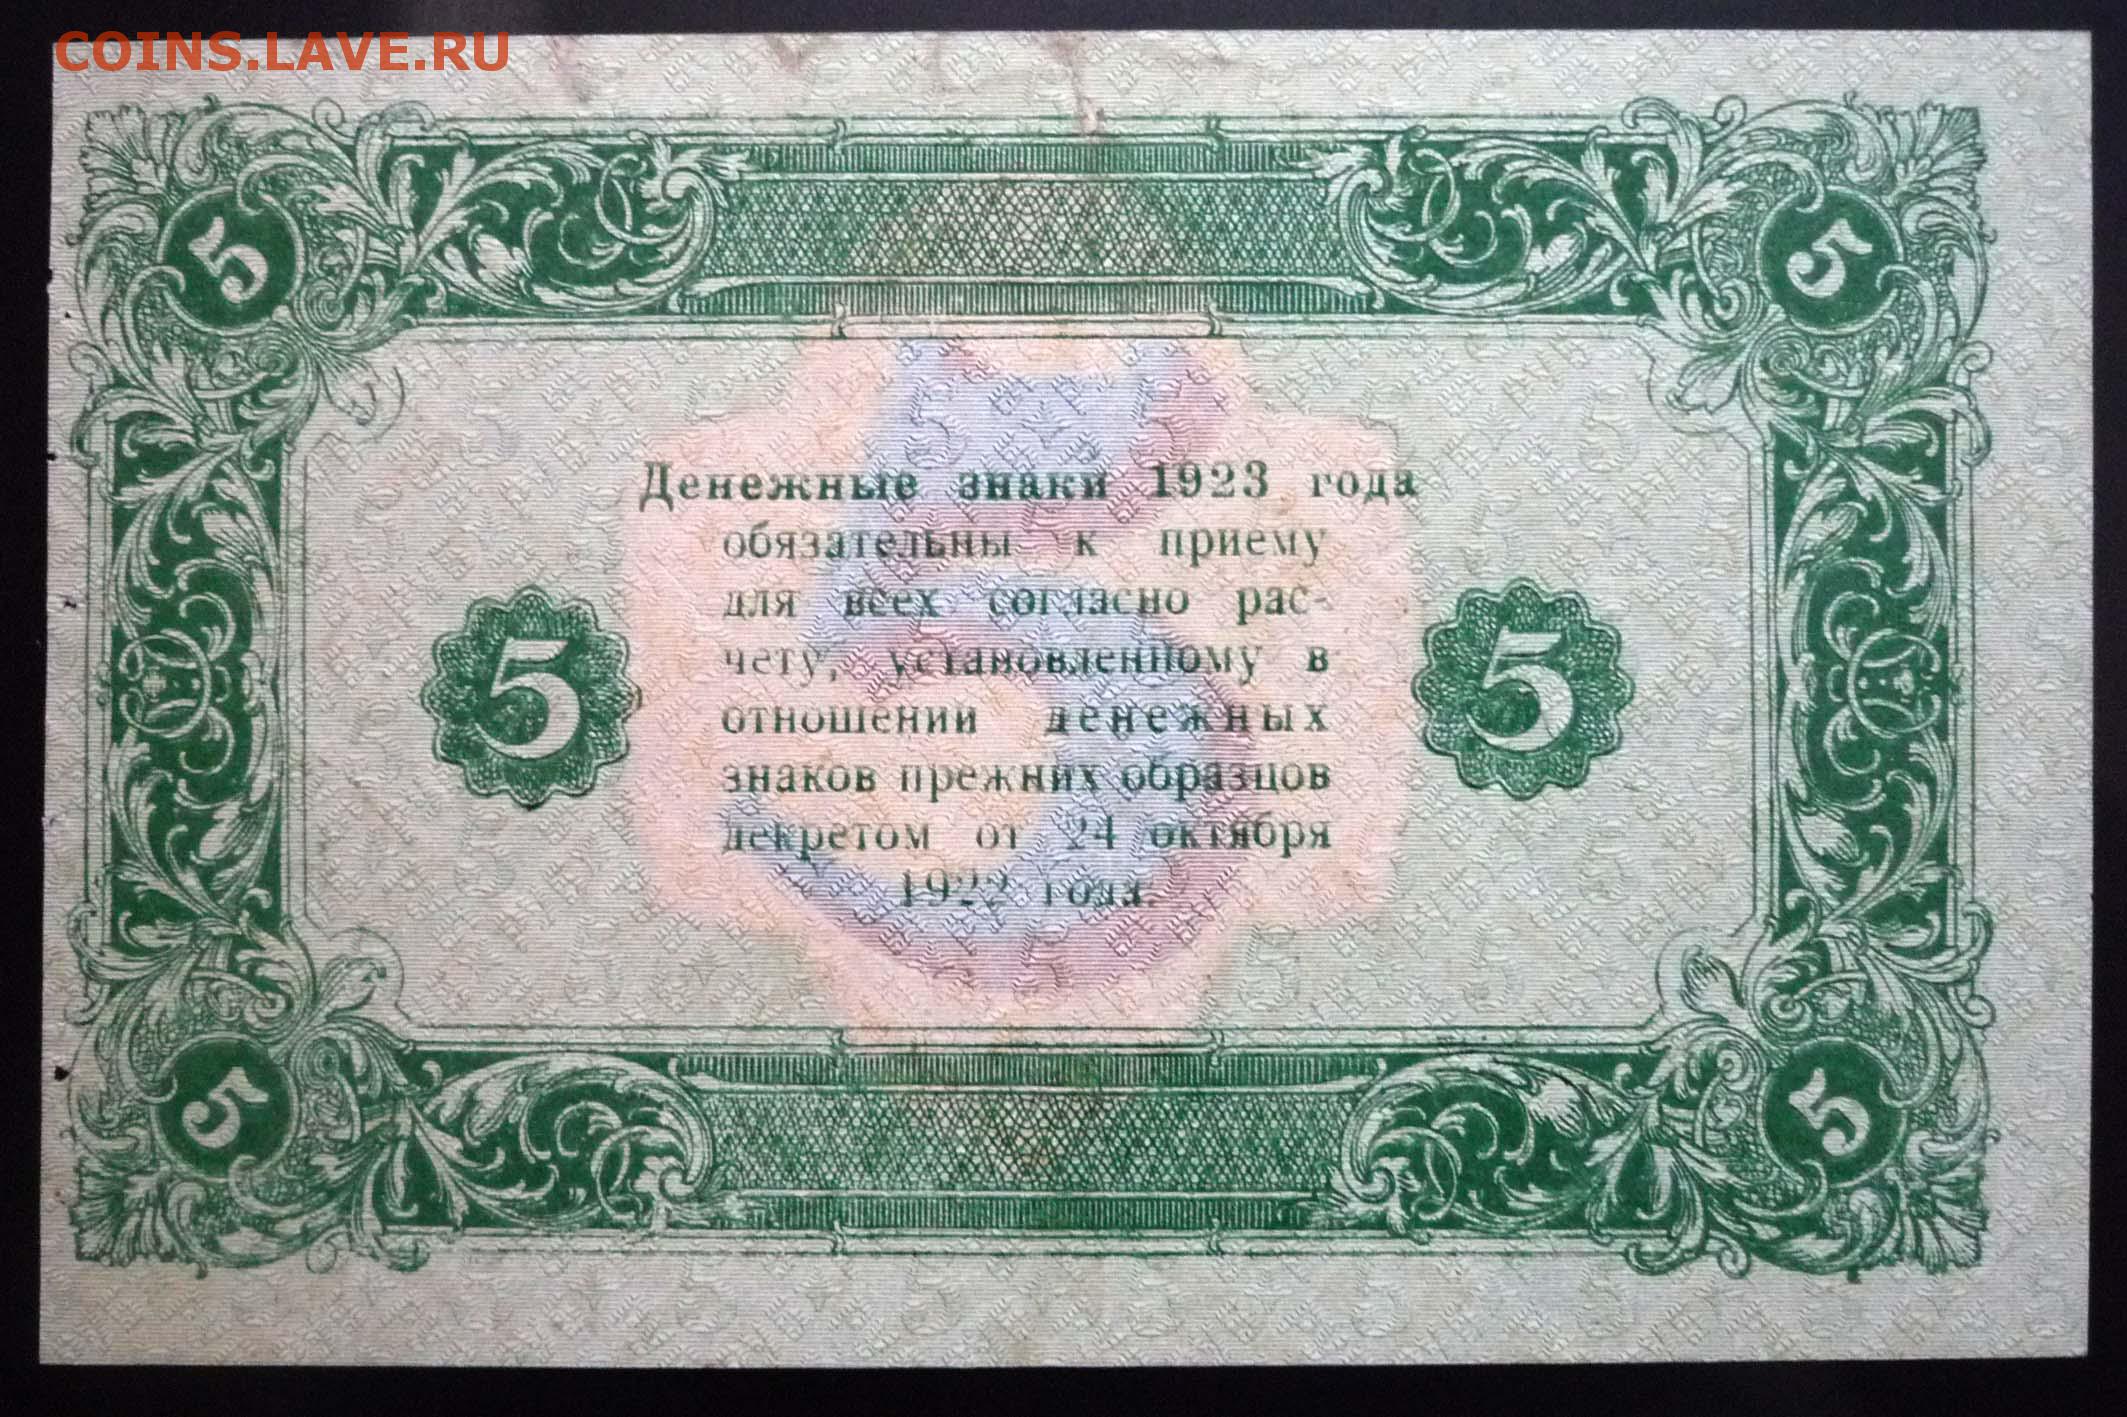 COINS.LAVE.RU
5 5
Денежные знаки 1923 года
обязательны к приему
для всех согласно рас-
5 чету, установленному в 5
отношении денежных
знаков прежних образцов
декретом от 24 октября
1922 года.
5 5